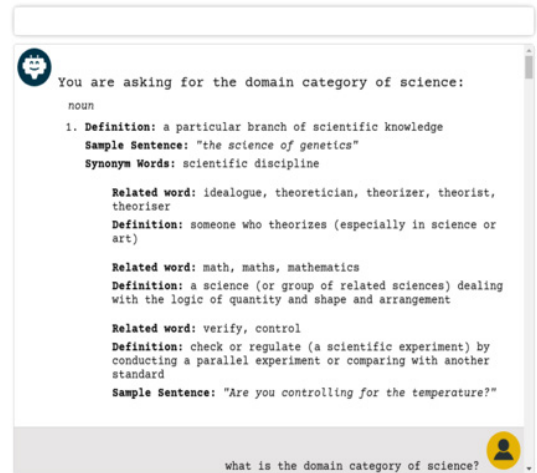 You are asking for the domain category of science:
noun
1. Definition: a particular branch of scientific knowledge
Sample Sentence: "the science of genetics"
Synonym Words: scientific discipline
Related word: idealogue, theoretician, theorizer, theorist,
theoriser
Definition: someone who theorizes (especially in science or
art)
Related word: math, maths, mathematics
Definition: a science (or group of related sciences) dealing
with the logic of quantity and shape and arrangement
Related word: verify, control
Definition: check or regulate (a scientific experiment) by
conducting a parallel experiment or comparing with another
standard
Sample Sentence: "Are you controlling for the temperature?"
what is the domain category of science?